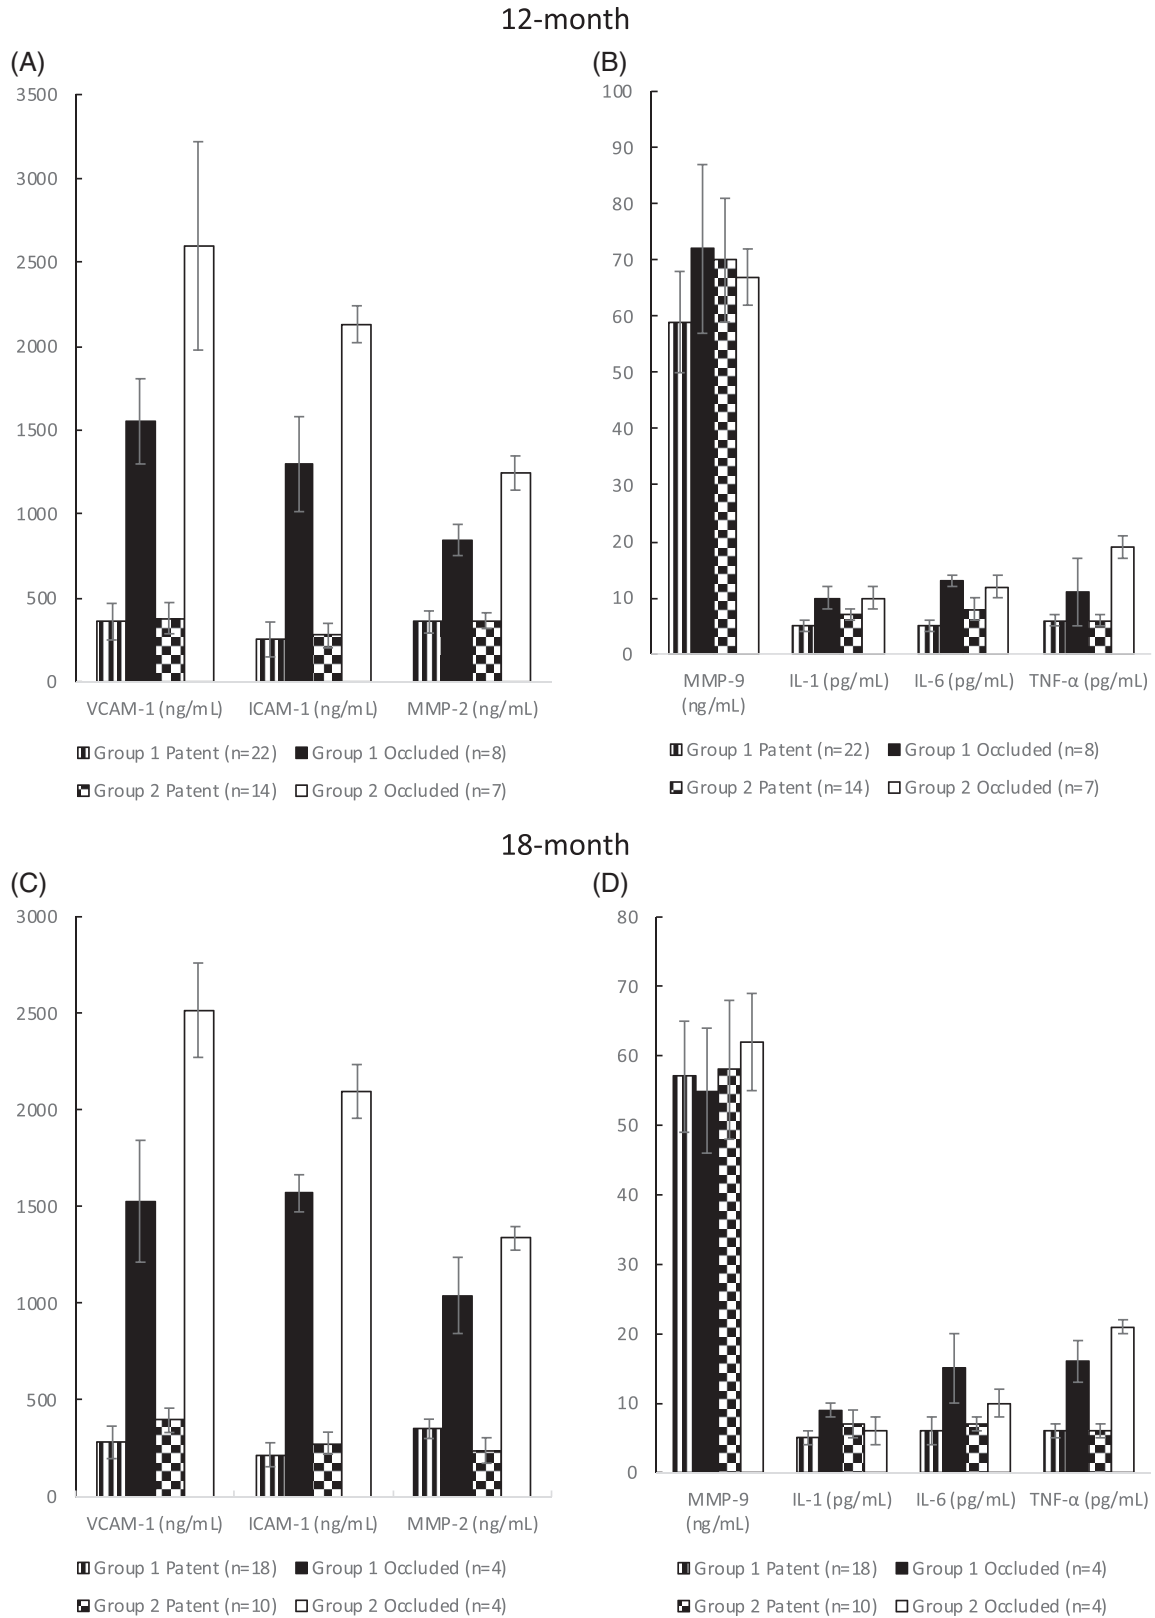 12-month
(A)
(B)
3500
3000
2500
2000
1500
1000
500
0
VCAM-1 (ng/mL) ICAM-1 (ng/mL) MMP-2 (ng/mL)
Group 1 Patent (n=22) Group 1 Occluded (n=8)
Group 2 Patent (n=14) Group 2 Occluded (n=7)
100
90
80
70
60
50
40
30
20
10
0
MMP-9 (ng/mL) IL-1 (pg/mL) IL-6 (pg/mL) TNF-α (pg/mL)
Group 1 Patent (n=22) Group 1 Occluded (n=8)
Group 2 Patent (n=14) Group 2 Occluded (n=7)
18-month
(C)
(D)
3000
2500
2000
1500
1000
500
0
VCAM-1 (ng/mL) ICAM-1 (ng/mL) MMP-2 (ng/mL)
Group 1 Patent (n=18) Group 1 Occluded (n=4)
Group 2 Patent (n=10) Group 2 Occluded (n=4)
80
70
60
50
40
30
20
10
0
MMP-9 (ng/mL) IL-1 (pg/mL) IL-6 (pg/mL) TNF-α (pg/mL)
Group 1 Patent (n=18) Group 1 Occluded (n=4)
Group 2 Patent (n=10) Group 2 Occluded (n=4)